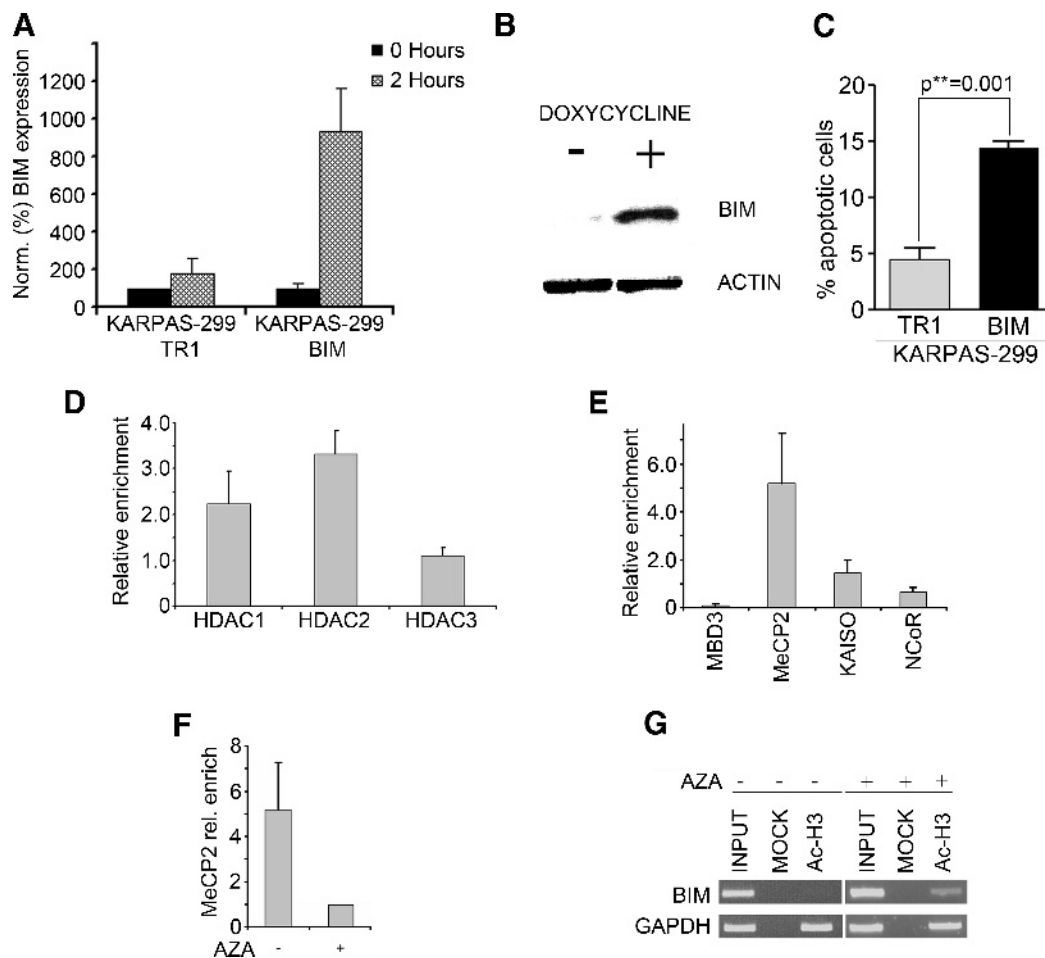 A
Norm. (%) BIM expression
0 Hours
2 Hours
1200
1000
800
600
400
200
0
KARPAS-299 KARPAS-299
TR1 BIM
B
DOXYCYCLINE
- +
BIM
ACTIN
C
% apoptotic cells
p**=0.001
20
15
10
5
0
TR1 BIM
KARPAS-299
D
Relative enrichment
4.0
3.0
2.0
1.0
0
HDAC1 HDAC2 HDAC3
E
Relative enrichment
6.0
4.0
2.0
0
MBD3
MeCP2
KAISO
NCoR
F
MeCP2 rel. enrich
8
6
4
2
0
AZA - +
G
AZA - - - + + +
INPUT
MOCK
Ac-H3
INPUT
MOCK
Ac-H3
BIM
GAPDH